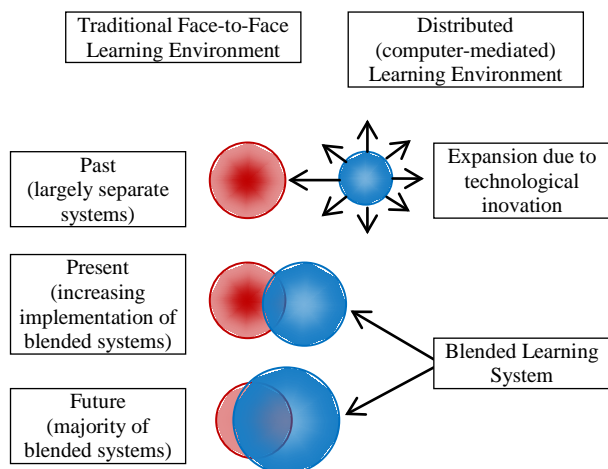 Traditional Face-to-Face
Learning Environment
Distributed
(computer-mediated)
Learning Environment
Past
(largely separate
systems)
Expansion due to
technological
inovation
Present
(increasing
implementation of
blended systems)
Blended Learning
System
Future
(majority of
blended systems)